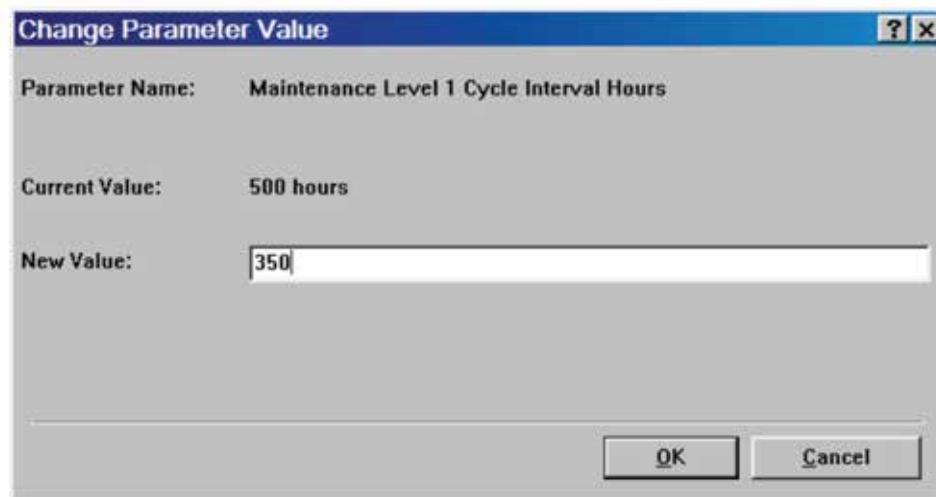 Change Parameter Value
Parameter Name: Maintenance Level 1 Cycle Interval Hours
Current Value: 500 hours
New Value: 350
OK Cancel